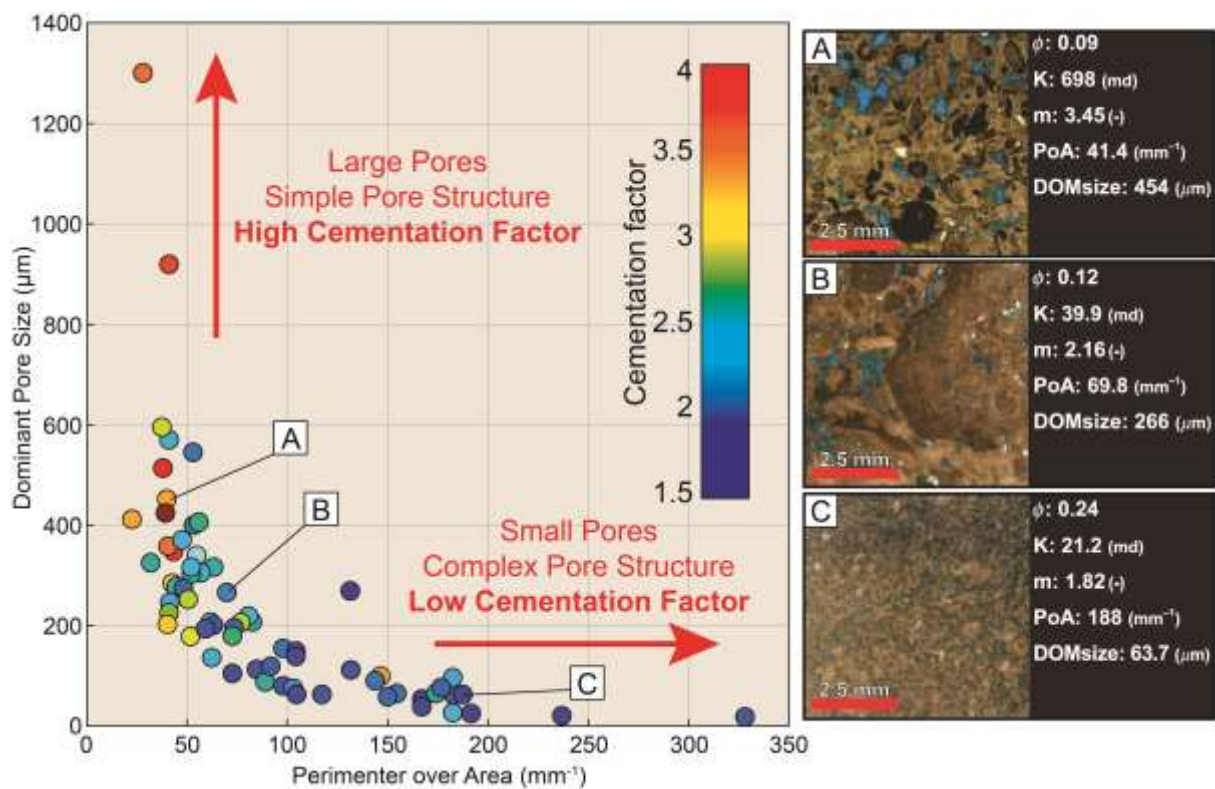 1400
1200
1000
800
600
400
200
0
Dominant Pore Size (µm)
0 50 100 150 200 250 300 350
Perimenter over Area (mm⁻¹)
Large Pores
Simple Pore Structure
High Cementation Factor
Small Pores
Complex Pore Structure
Low Cementation Factor
Cementation factor
4
3.5
3
2.5
2
1.5
A
B
C
A
2.5 mm
ϕ: 0.09
K: 698 (md)
m: 3.45 (-)
PoA: 41.4 (mm⁻¹)
DOMsize: 454 (µm)
B
2.5 mm
ϕ: 0.12
K: 39.9 (md)
m: 2.16 (-)
PoA: 69.8 (mm⁻¹)
DOMsize: 266 (µm)
C
2.5 mm
ϕ: 0.24
K: 21.2 (md)
m: 1.82 (-)
PoA: 188 (mm⁻¹)
DOMsize: 63.7 (µm)